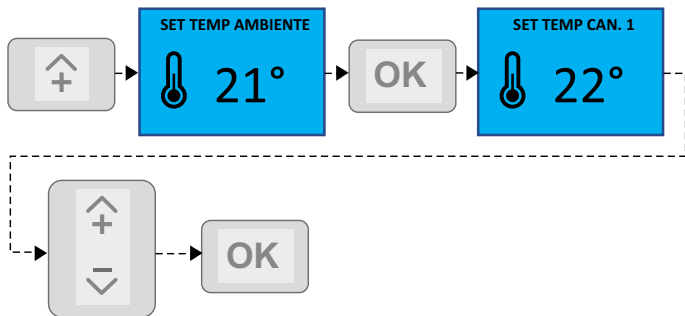 SET TEMP AMBIENTE
21°
+
OK
SET TEMP CAN. 1
22°
+
−
OK